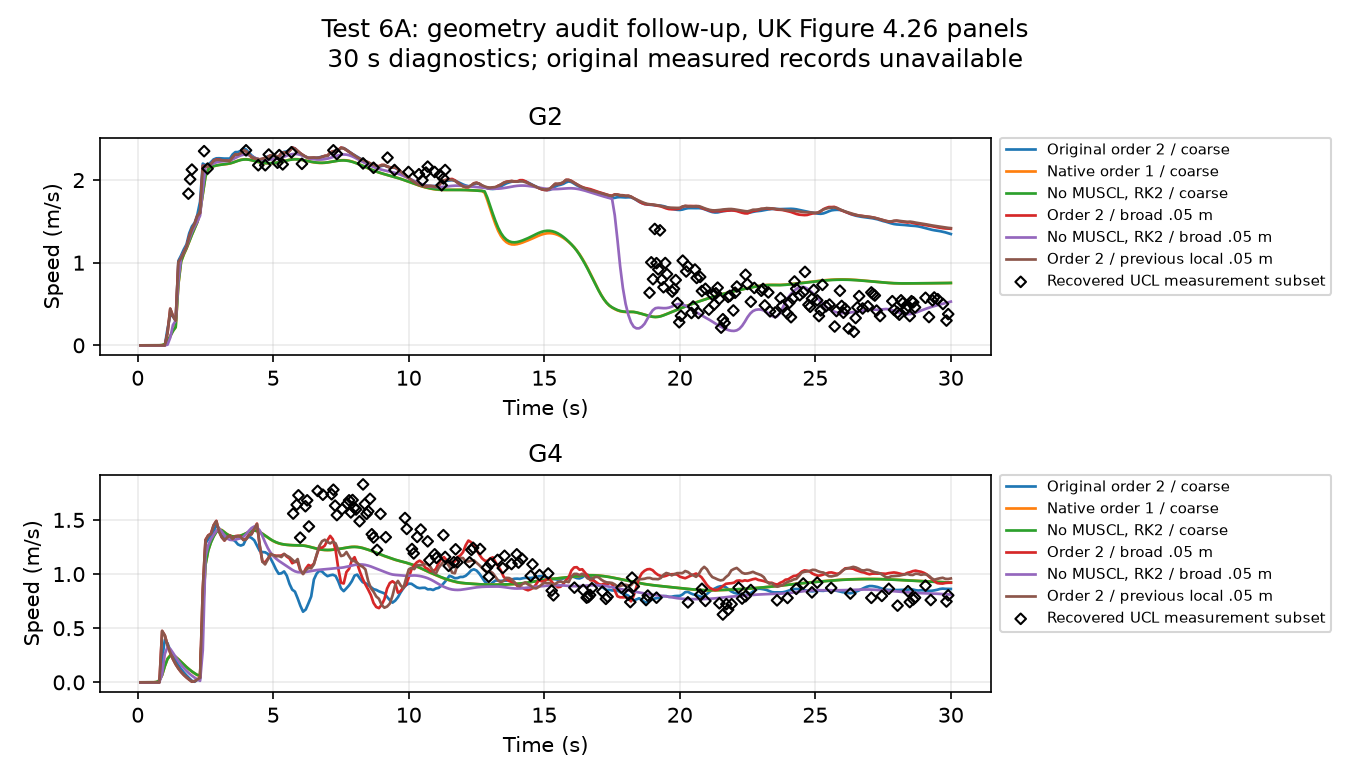 Test 6A: geometry audit follow-up, UK Figure 4.26 panels
30 s diagnostics; original measured records unavailable
G2
Speed (m/s)
2
1
0
0 5 10 15 20 25 30
Time (s)
Original order 2 / coarse
Native order 1 / coarse
No MUSCL, RK2 / coarse
Order 2 / broad .05 m
No MUSCL, RK2 / broad .05 m
Order 2 / previous local .05 m
Recovered UCL measurement subset
G4
Speed (m/s)
1.5
1.0
0.5
0.0
0 5 10 15 20 25 30
Time (s)
Original order 2 / coarse
Native order 1 / coarse
No MUSCL, RK2 / coarse
Order 2 / broad .05 m
No MUSCL, RK2 / broad .05 m
Order 2 / previous local .05 m
Recovered UCL measurement subset